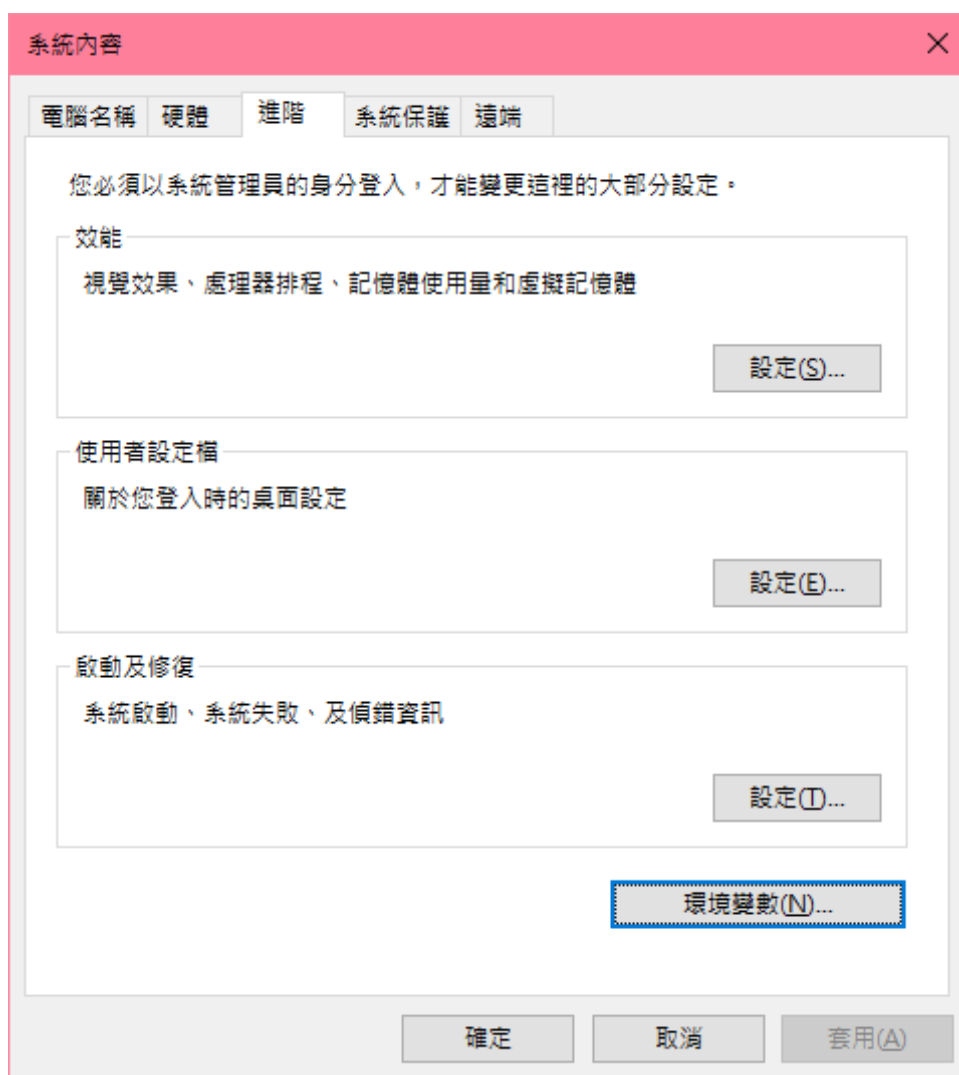 系統內容
電腦名稱 硬體 進階 系統保護 遠端
您必須以系統管理員的身分登入，才能變更這裡的大部分設定。
效能
視覺效果、處理器排程、記憶體使用量和虛擬記憶體
設定(S)...
使用者設定檔
關於您登入時的桌面設定
設定(E)...
啟動及修復
系統啟動、系統失敗、及偵錯資訊
設定(T)...
環境變數(N)...
確定 取消 套用(A)